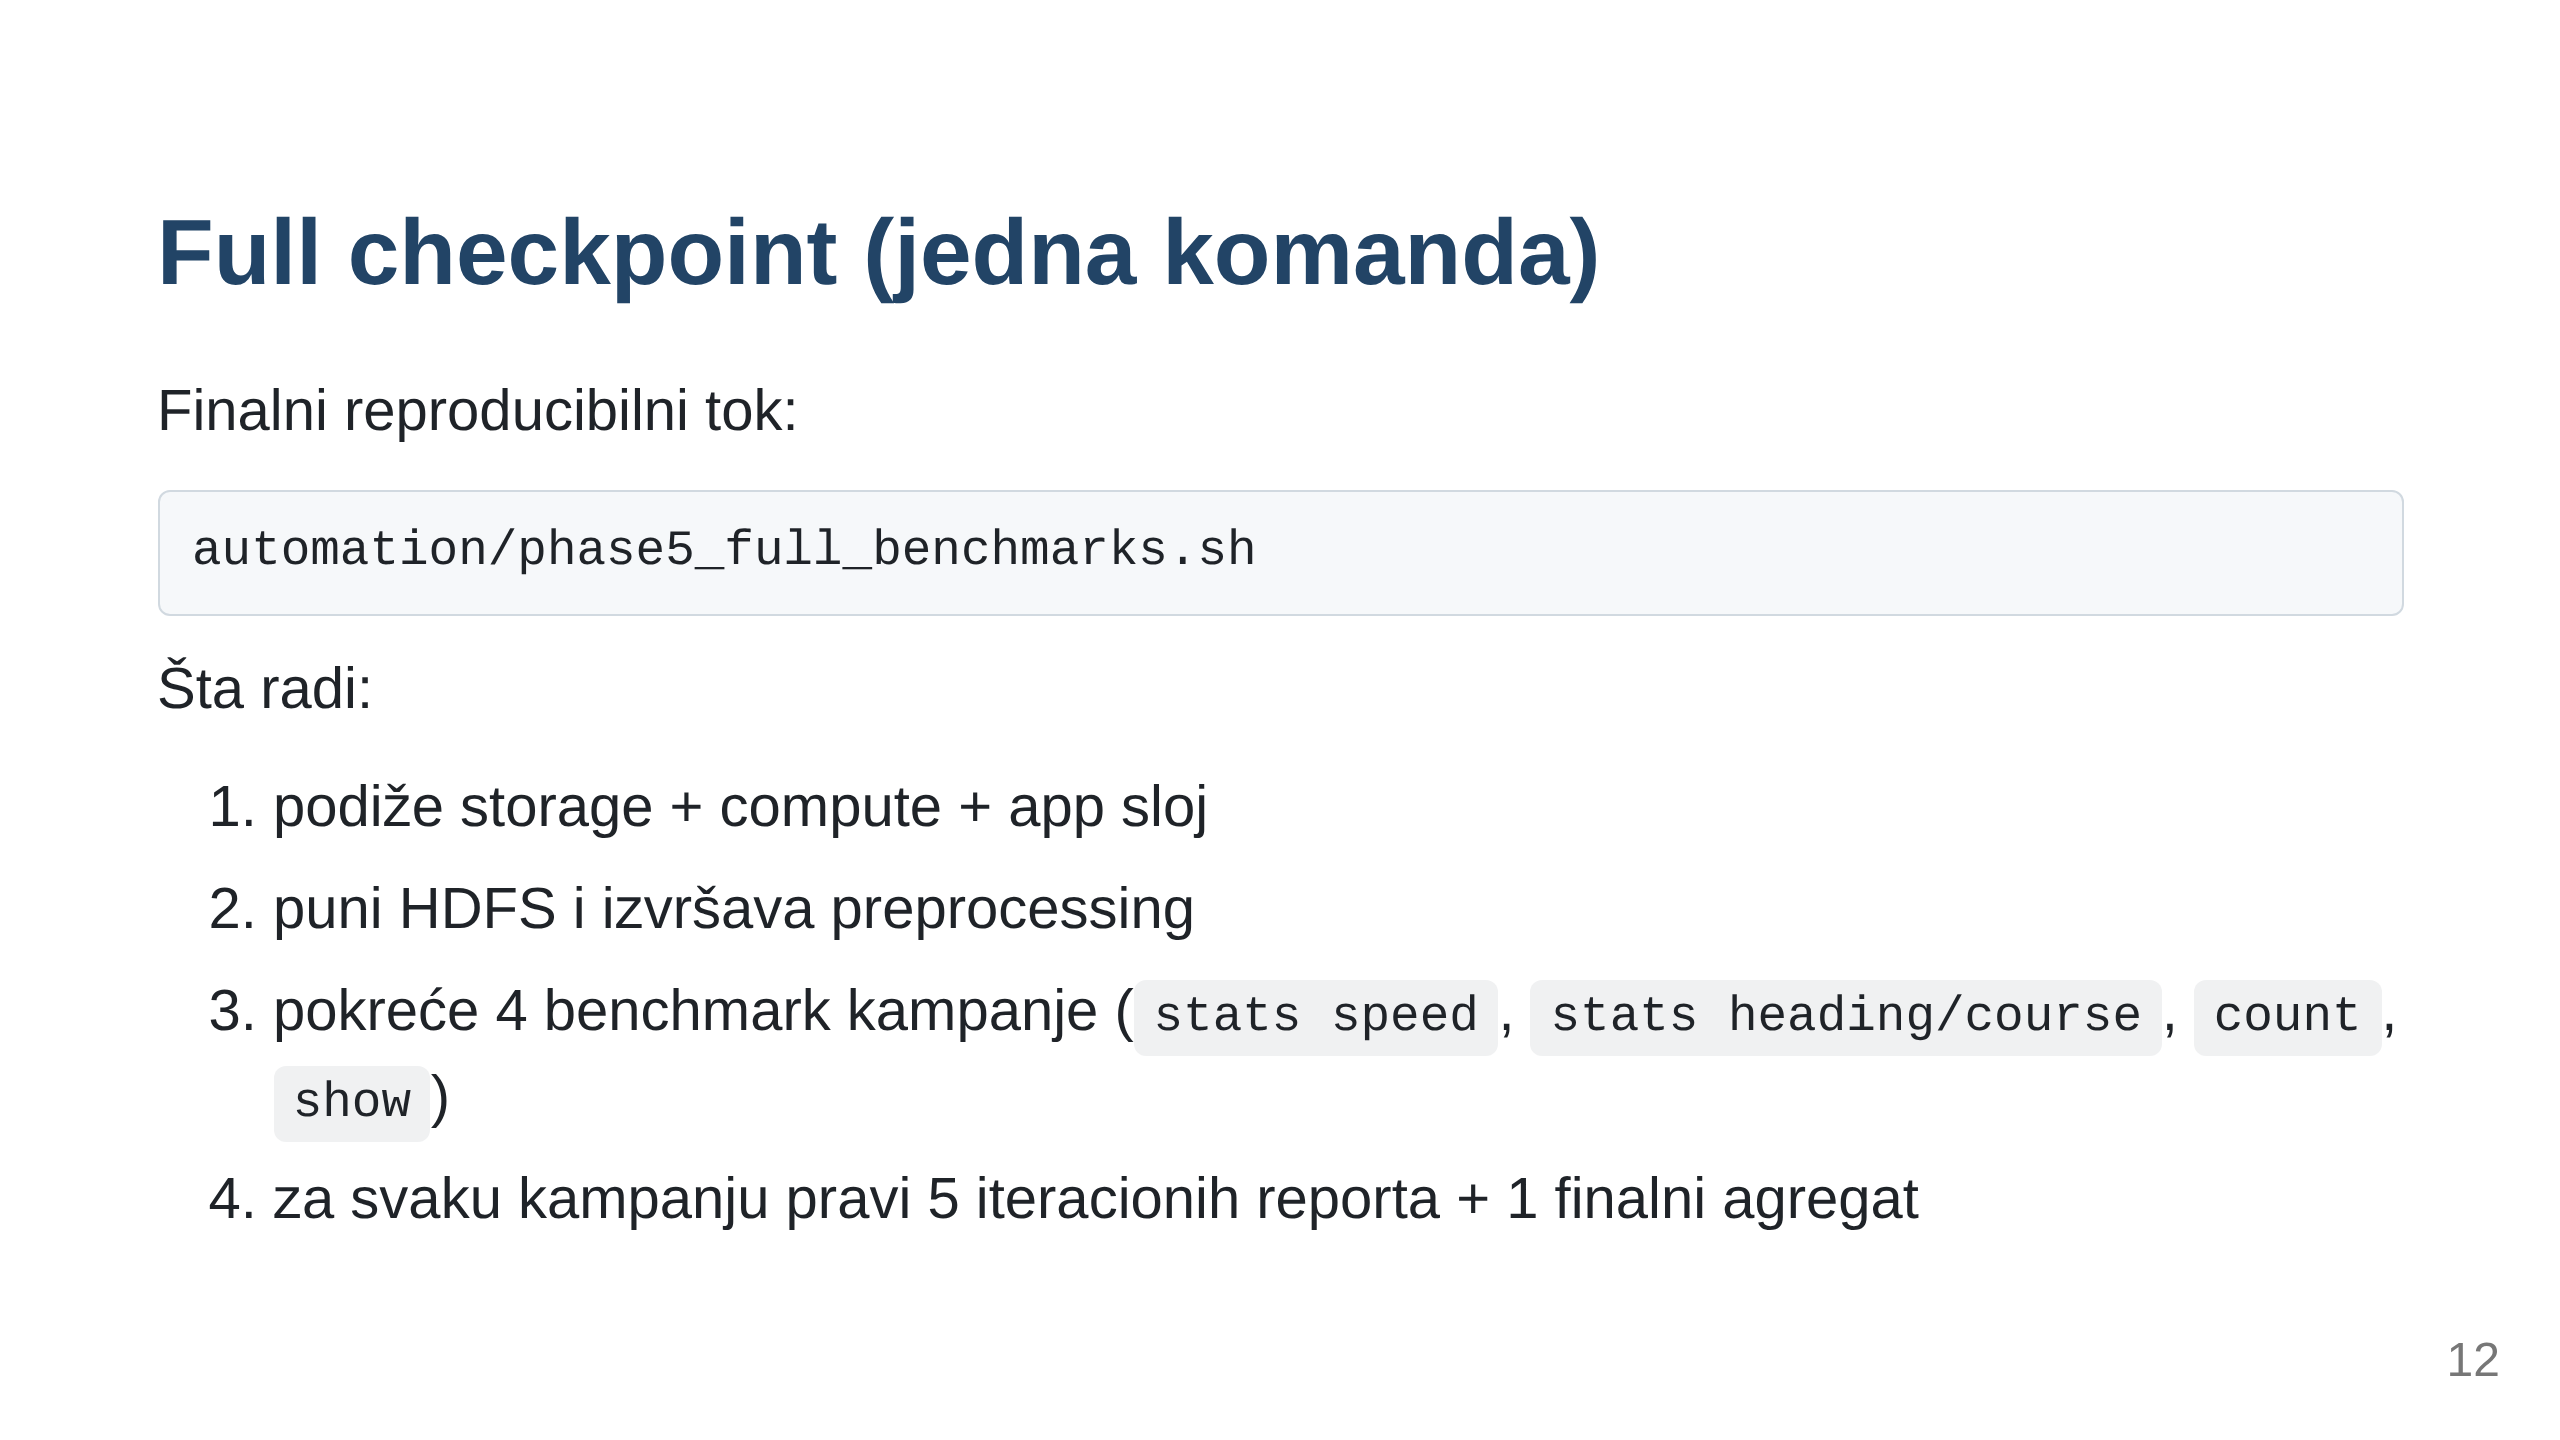 Full checkpoint (jedna komanda)
Finalni reproducibilni tok:
automation/phase5_full_benchmarks.sh
Šta radi:
1. podiže storage + compute + app sloj
2. puni HDFS i izvršava preprocessing
3. pokreće 4 benchmark kampanje (stats speed, stats heading/course, count,
show)
4. za svaku kampanju pravi 5 iteracionih reporta + 1 finalni agregat
12